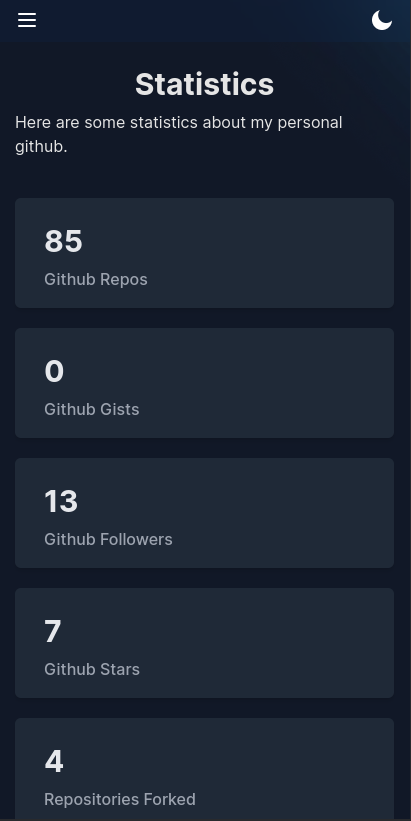 Statistics
Here are some statistics about my personal
github.
85
Github Repos
0
Github Gists
13
Github Followers
7
Github Stars
4
Repositories Forked